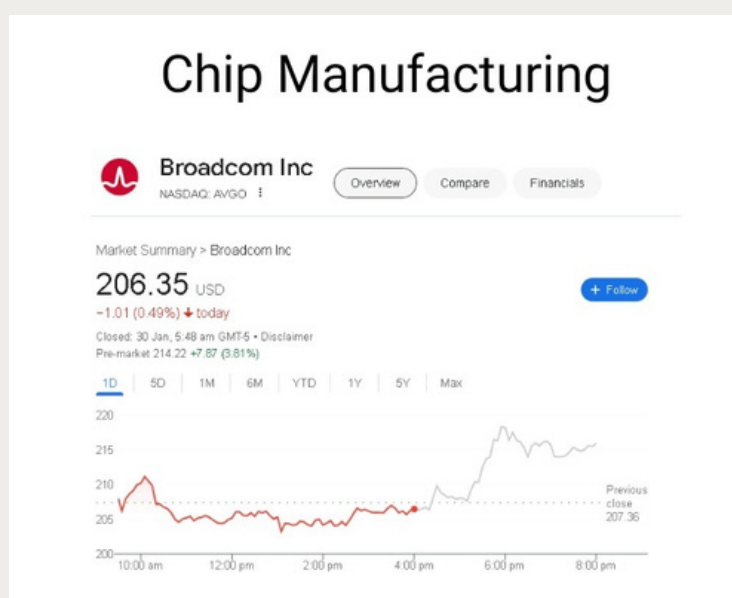 Chip Manufacturing
Broadcom Inc
NASDAQ: AVGO
Overview
Compare
Financials
Market Summary > Broadcom Inc
206.35 USD
+ Follow
−1.01 (0.49%) ↓ today
Closed: 30 Jan, 5:48 am GMT-5 • Disclaimer
Pre-market 214.22 +7.87 (3.81%)
1D 5D 1M 6M YTD 1Y 5Y Max
220
215
210
205
200
Previous
close
207.36
10:00 am 12:00 pm 2:00 pm 4:00 pm 6:00 pm 8:00 pm